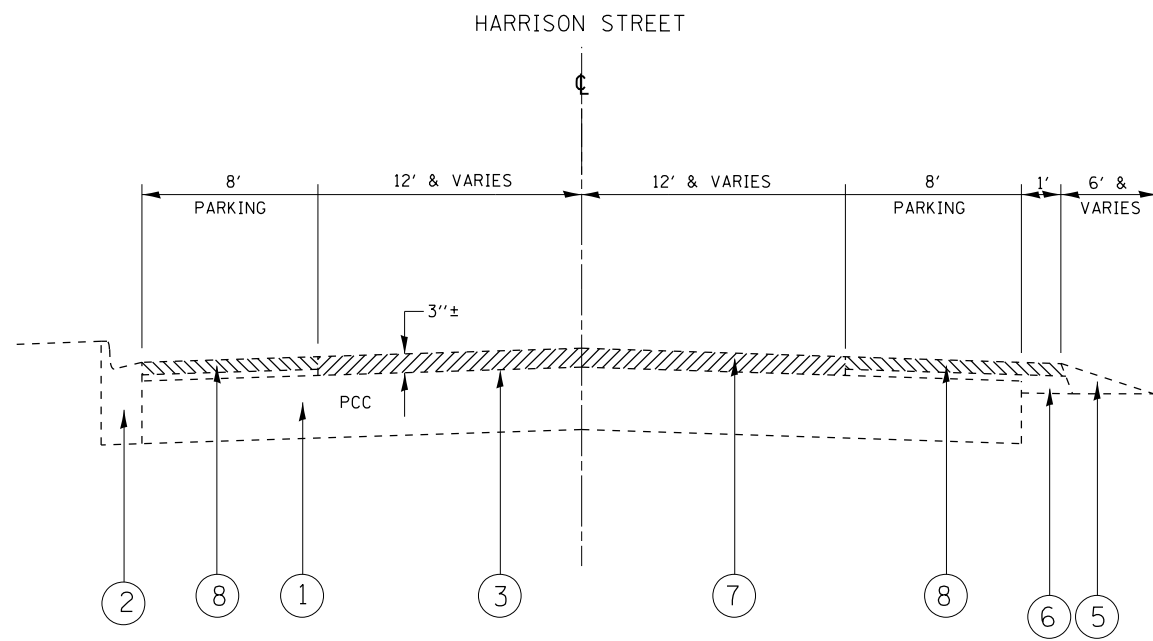 HARRISON STREET
℄
8' 12' & VARIES 12' & VARIES 8' 1' 6' &
PARKING PARKING VARIES
3"±
PCC
2 8 1 3 7 8 6 5